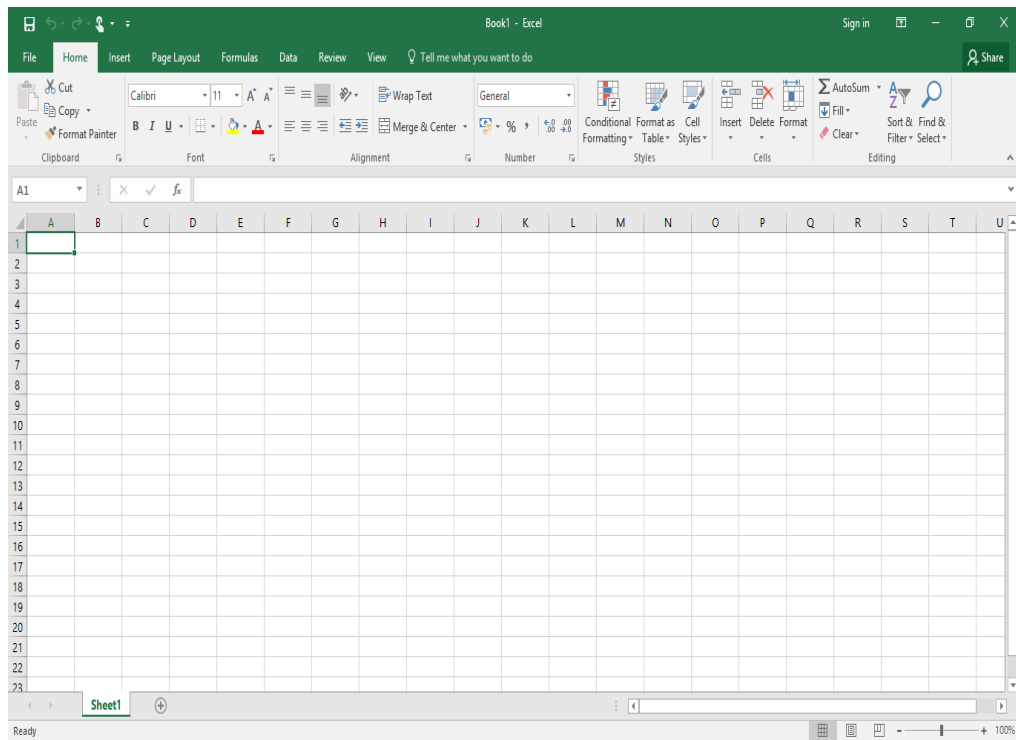 Book1 - Excel Sign in
File Home Insert Page Layout Formulas Data Review View Tell me what you want to do Share
Cut
Copy
Format Painter
Paste
Calibri 11 A A
B I U A
Wrap Text
Merge & Center
General
% , .0 .00 .00 .0
Conditional Formatting
Format as Table
Cell Styles
Insert Delete Format
AutoSum
Fill
Clear
Sort & Filter
Find & Select
Clipboard Font Alignment Number Styles Cells Editing
A1 fx
A B C D E F G H I J K L M N O P Q R S T U
1
2
3
4
5
6
7
8
9
10
11
12
13
14
15
16
17
18
19
20
21
22
23
Sheet1
Ready 100%